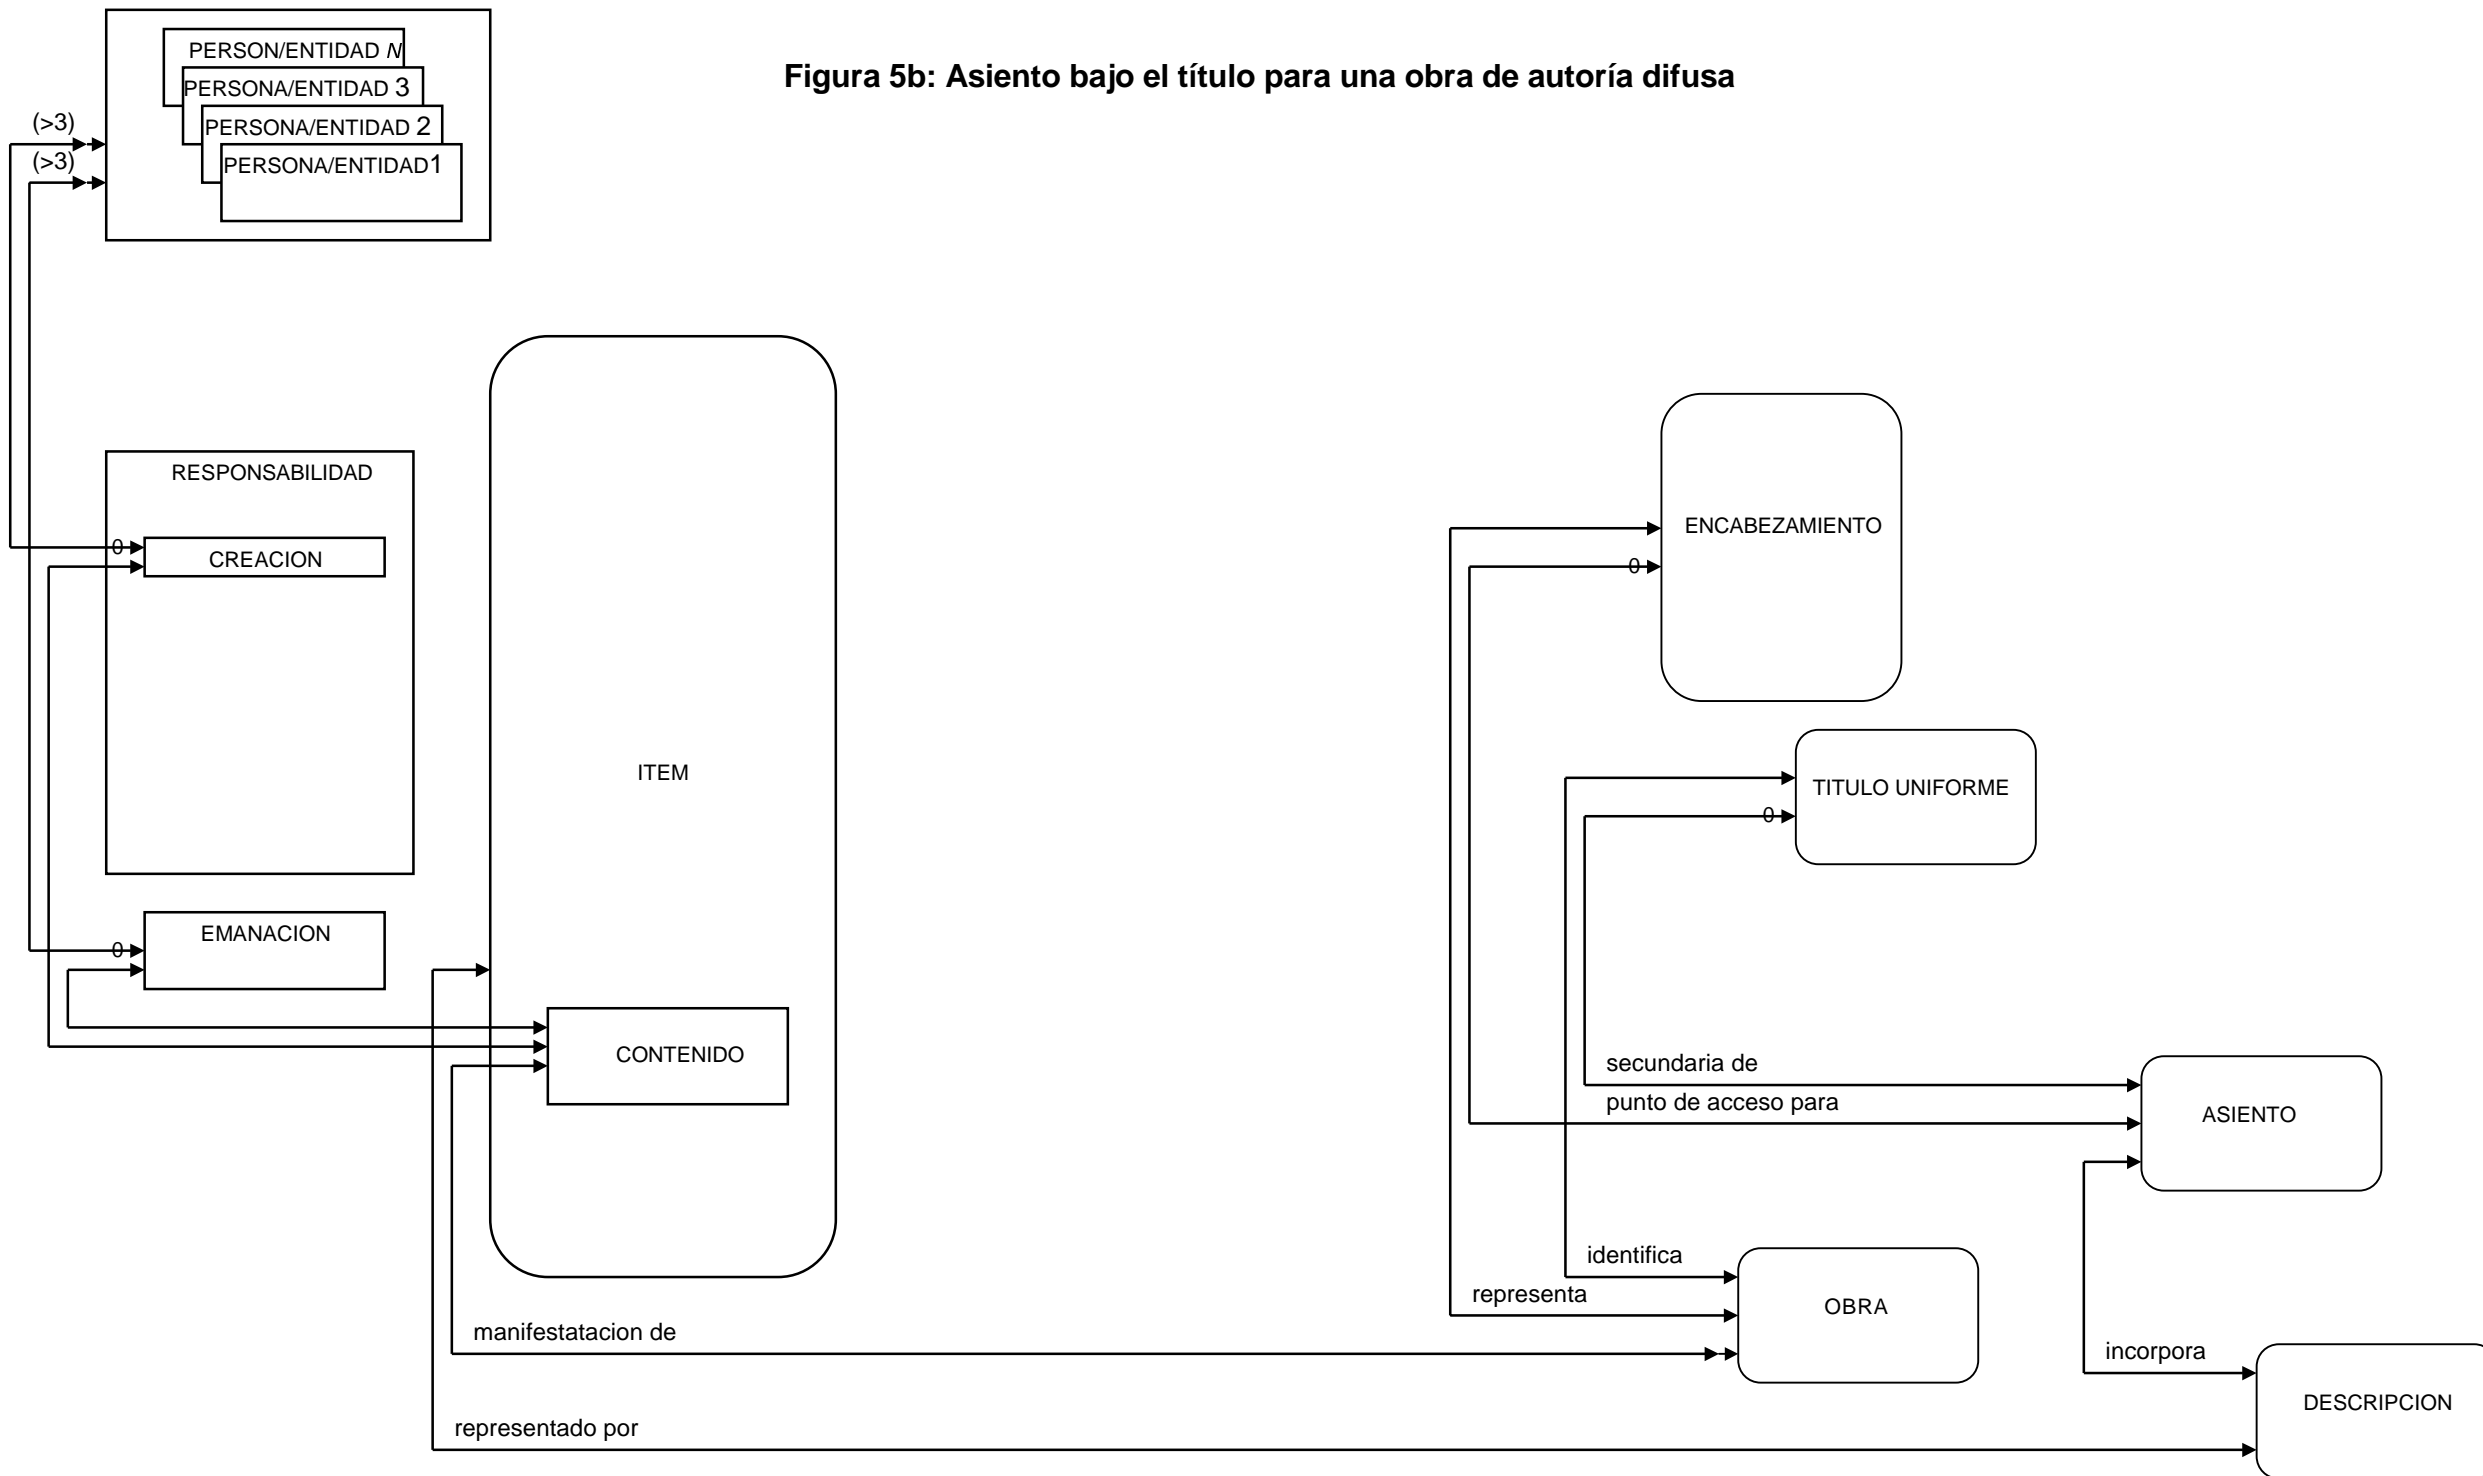 PERSON/ENTIDAD N
Figura 5b: Asiento bajo el título para una obra de autoría difusa
PERSONA/ENTIDAD 3
(>3)
PERSONA/ENTIDAD 2
(>3)
PERSONA/ENTIDAD1
RESPONSABILIDAD
ENCABEZAMIENTO
0
CREACION
0
ITEM
TITULO UNIFORME
0
EMANACION
0
CONTENIDO
secundaria de
punto de acceso para
ASIENTO
identifica
representa
OBRA
manifestatacion de
incorpora
DESCRIPCION
representado por